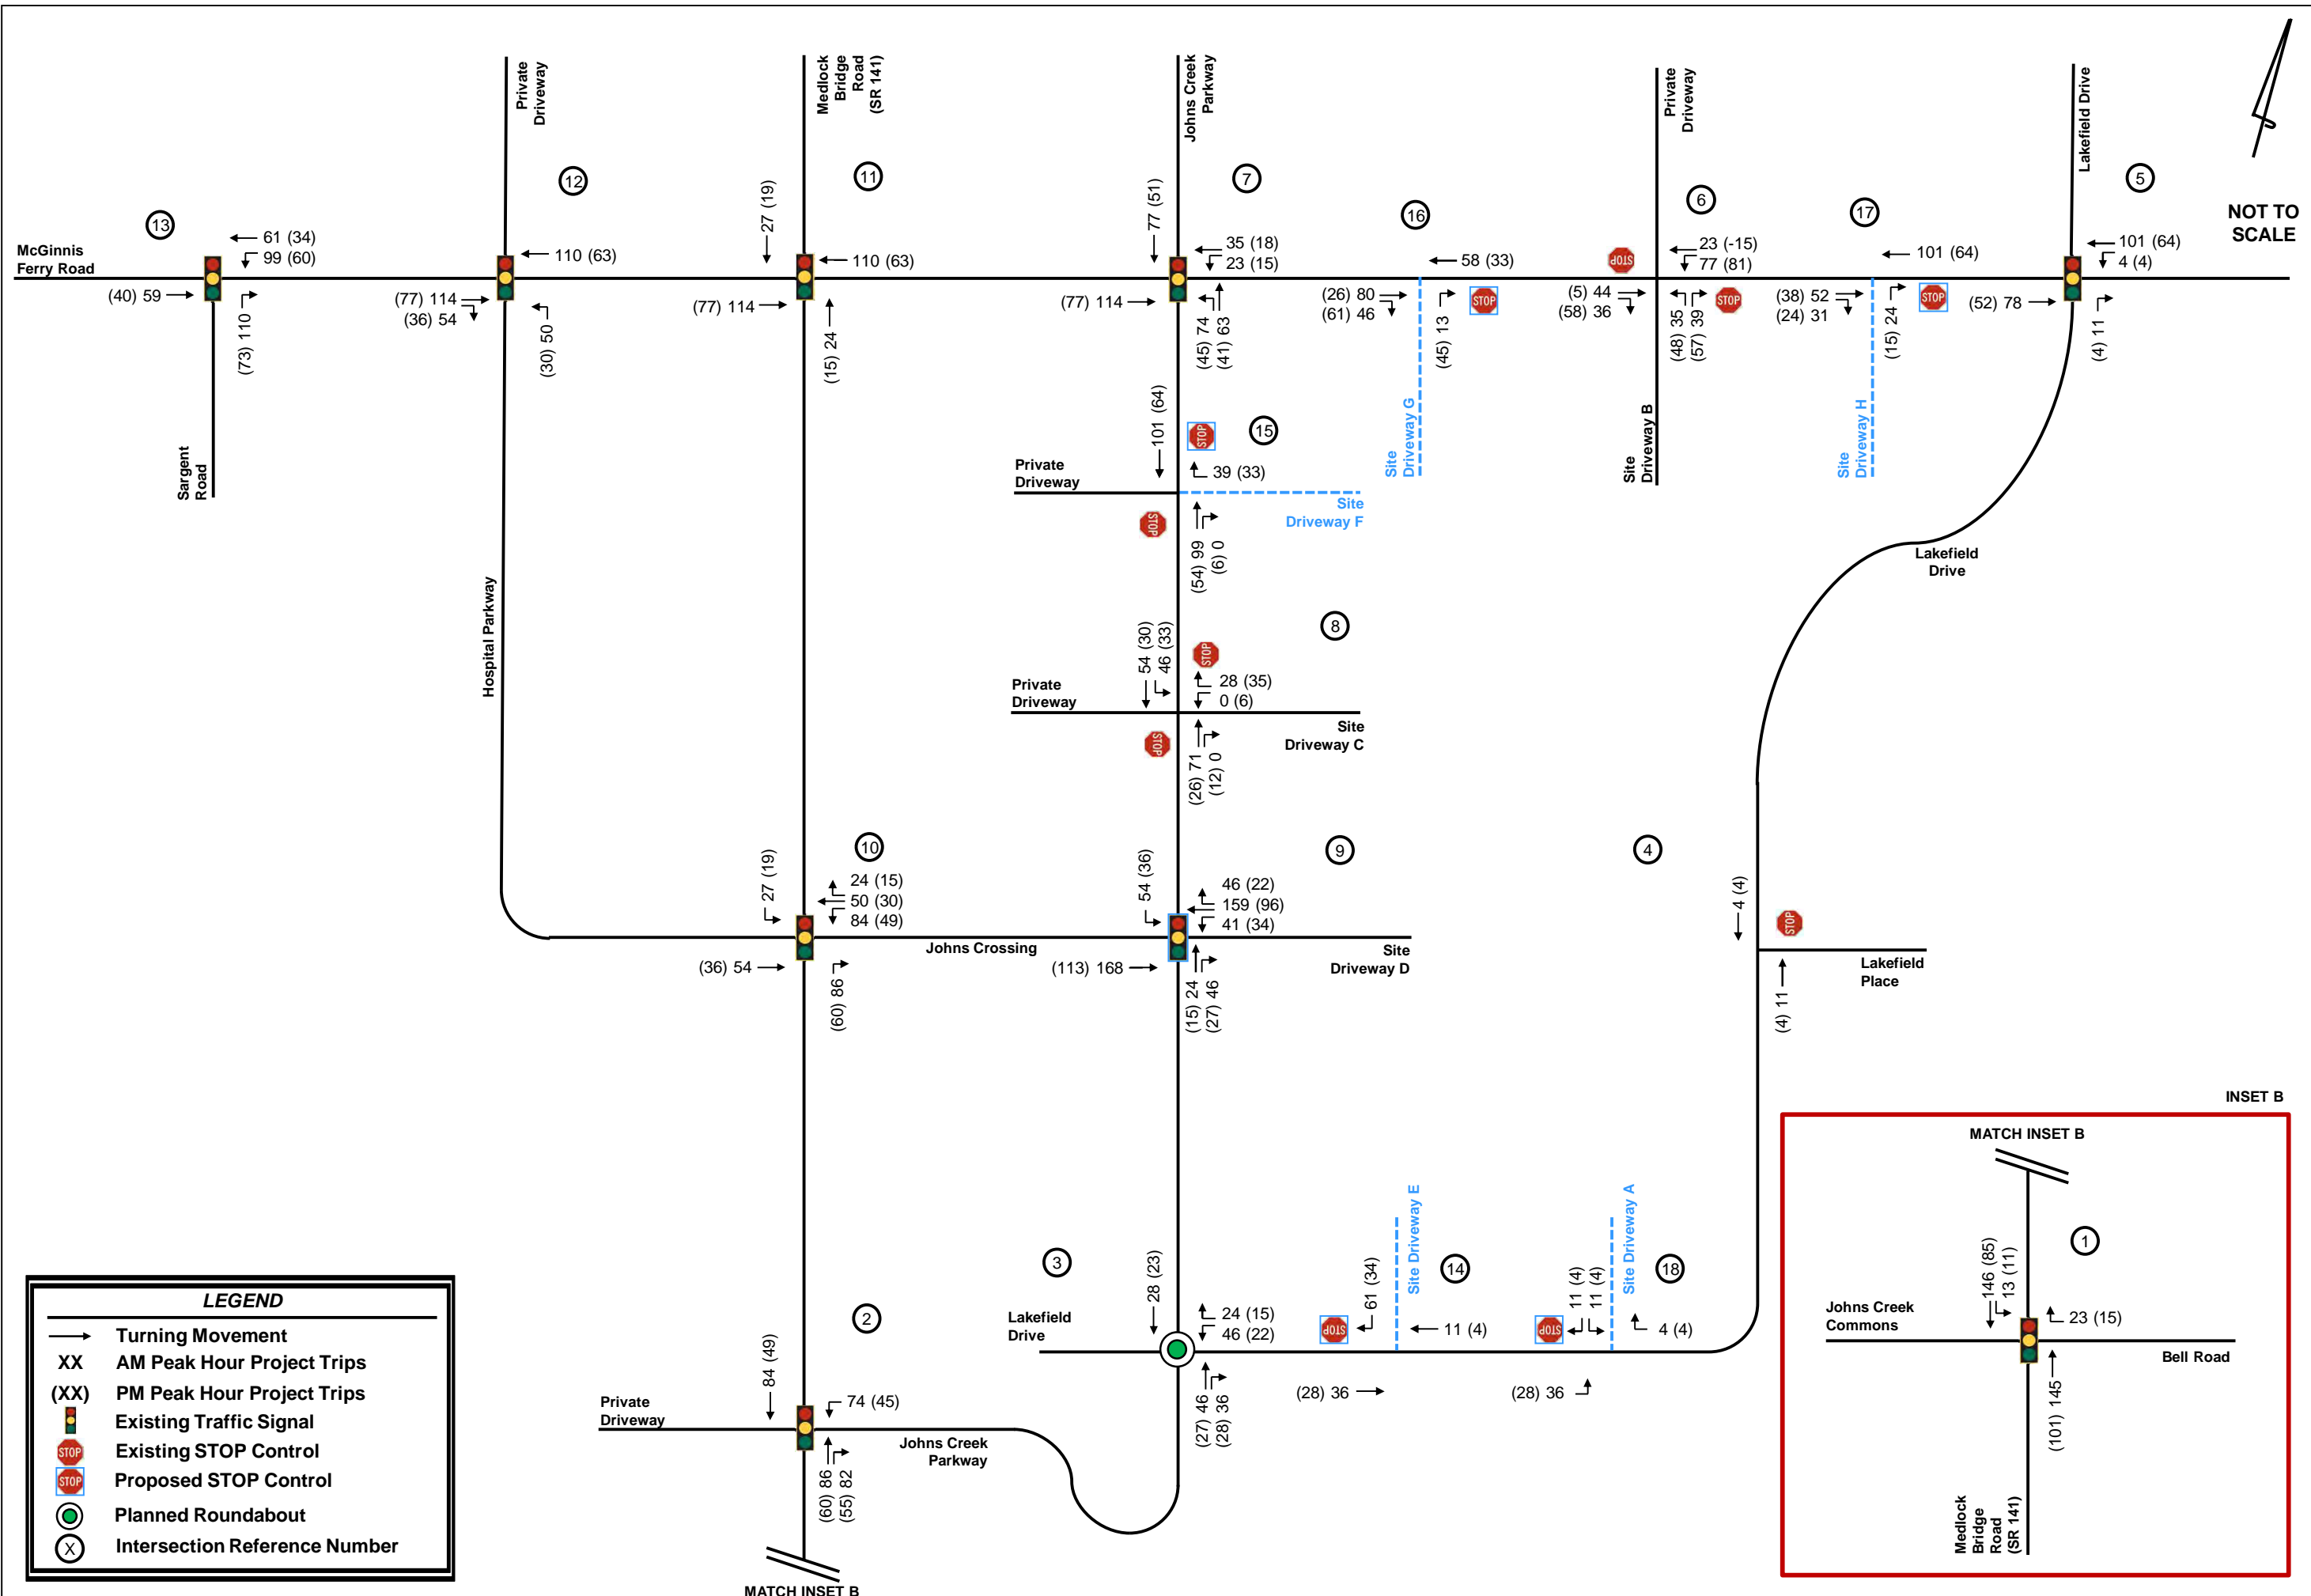 Private
Driveway
Medlock
Bridge
Road
(SR 141)
Johns Creek
Parkway
Private
Driveway
Lakefield Drive
NOT TO
SCALE
13
12
11
7
16
6
17
5
McGinnis
Ferry Road
61 (34)
99 (60)
(40) 59
(73) 110
Sargent
Road
110 (63)
(77) 114
(36) 54
(30) 50
Hospital Parkway
27 (19)
110 (63)
(77) 114
(15) 24
77 (51)
35 (18)
23 (15)
(77) 114
(45) 74
(41) 63
58 (33)
(26) 80
(61) 46
(45) 13
STOP
Site
Driveway G
STOP
23 (-15)
77 (81)
(5) 44
(58) 36
(48) 35
(57) 39
STOP
Site
Driveway B
101 (64)
(38) 52
(24) 31
(15) 24
STOP
Site
Driveway H
101 (64)
4 (4)
(52) 78
(4) 11
101 (64)
STOP
15
39 (33)
Private
Driveway
Site
Driveway F
STOP
(54) 99
(6) 0
Lakefield
Drive
8
54 (30)
46 (33)
STOP
28 (35)
0 (6)
Private
Driveway
Site
Driveway C
STOP
(26) 71
(12) 0
10
27 (19)
24 (15)
50 (30)
84 (49)
(36) 54
(60) 86
Johns Crossing
9
54 (36)
46 (22)
159 (96)
41 (34)
(113) 168
(15) 24
(27) 46
Site
Driveway D
4
4 (4)
STOP
Lakefield
Place
(4) 11
3
28 (23)
Lakefield
Drive
24 (15)
46 (22)
(27) 46
(28) 36
Site Driveway E
14
61 (34)
STOP
11 (4)
(28) 36
Site Driveway A
18
11 (4)
11 (4)
STOP
4 (4)
(28) 36
2
84 (49)
74 (45)
Private
Driveway
Johns Creek
Parkway
(60) 86
(55) 82
MATCH INSET B
INSET B
MATCH INSET B
1
146 (85)
13 (11)
Johns Creek
Commons
23 (15)
Bell Road
(101) 145
Medlock
Bridge
Road
(SR 141)
LEGEND
Turning Movement
XX AM Peak Hour Project Trips
(XX) PM Peak Hour Project Trips
Existing Traffic Signal
STOP Existing STOP Control
STOP Proposed STOP Control
Planned Roundabout
X Intersection Reference Number